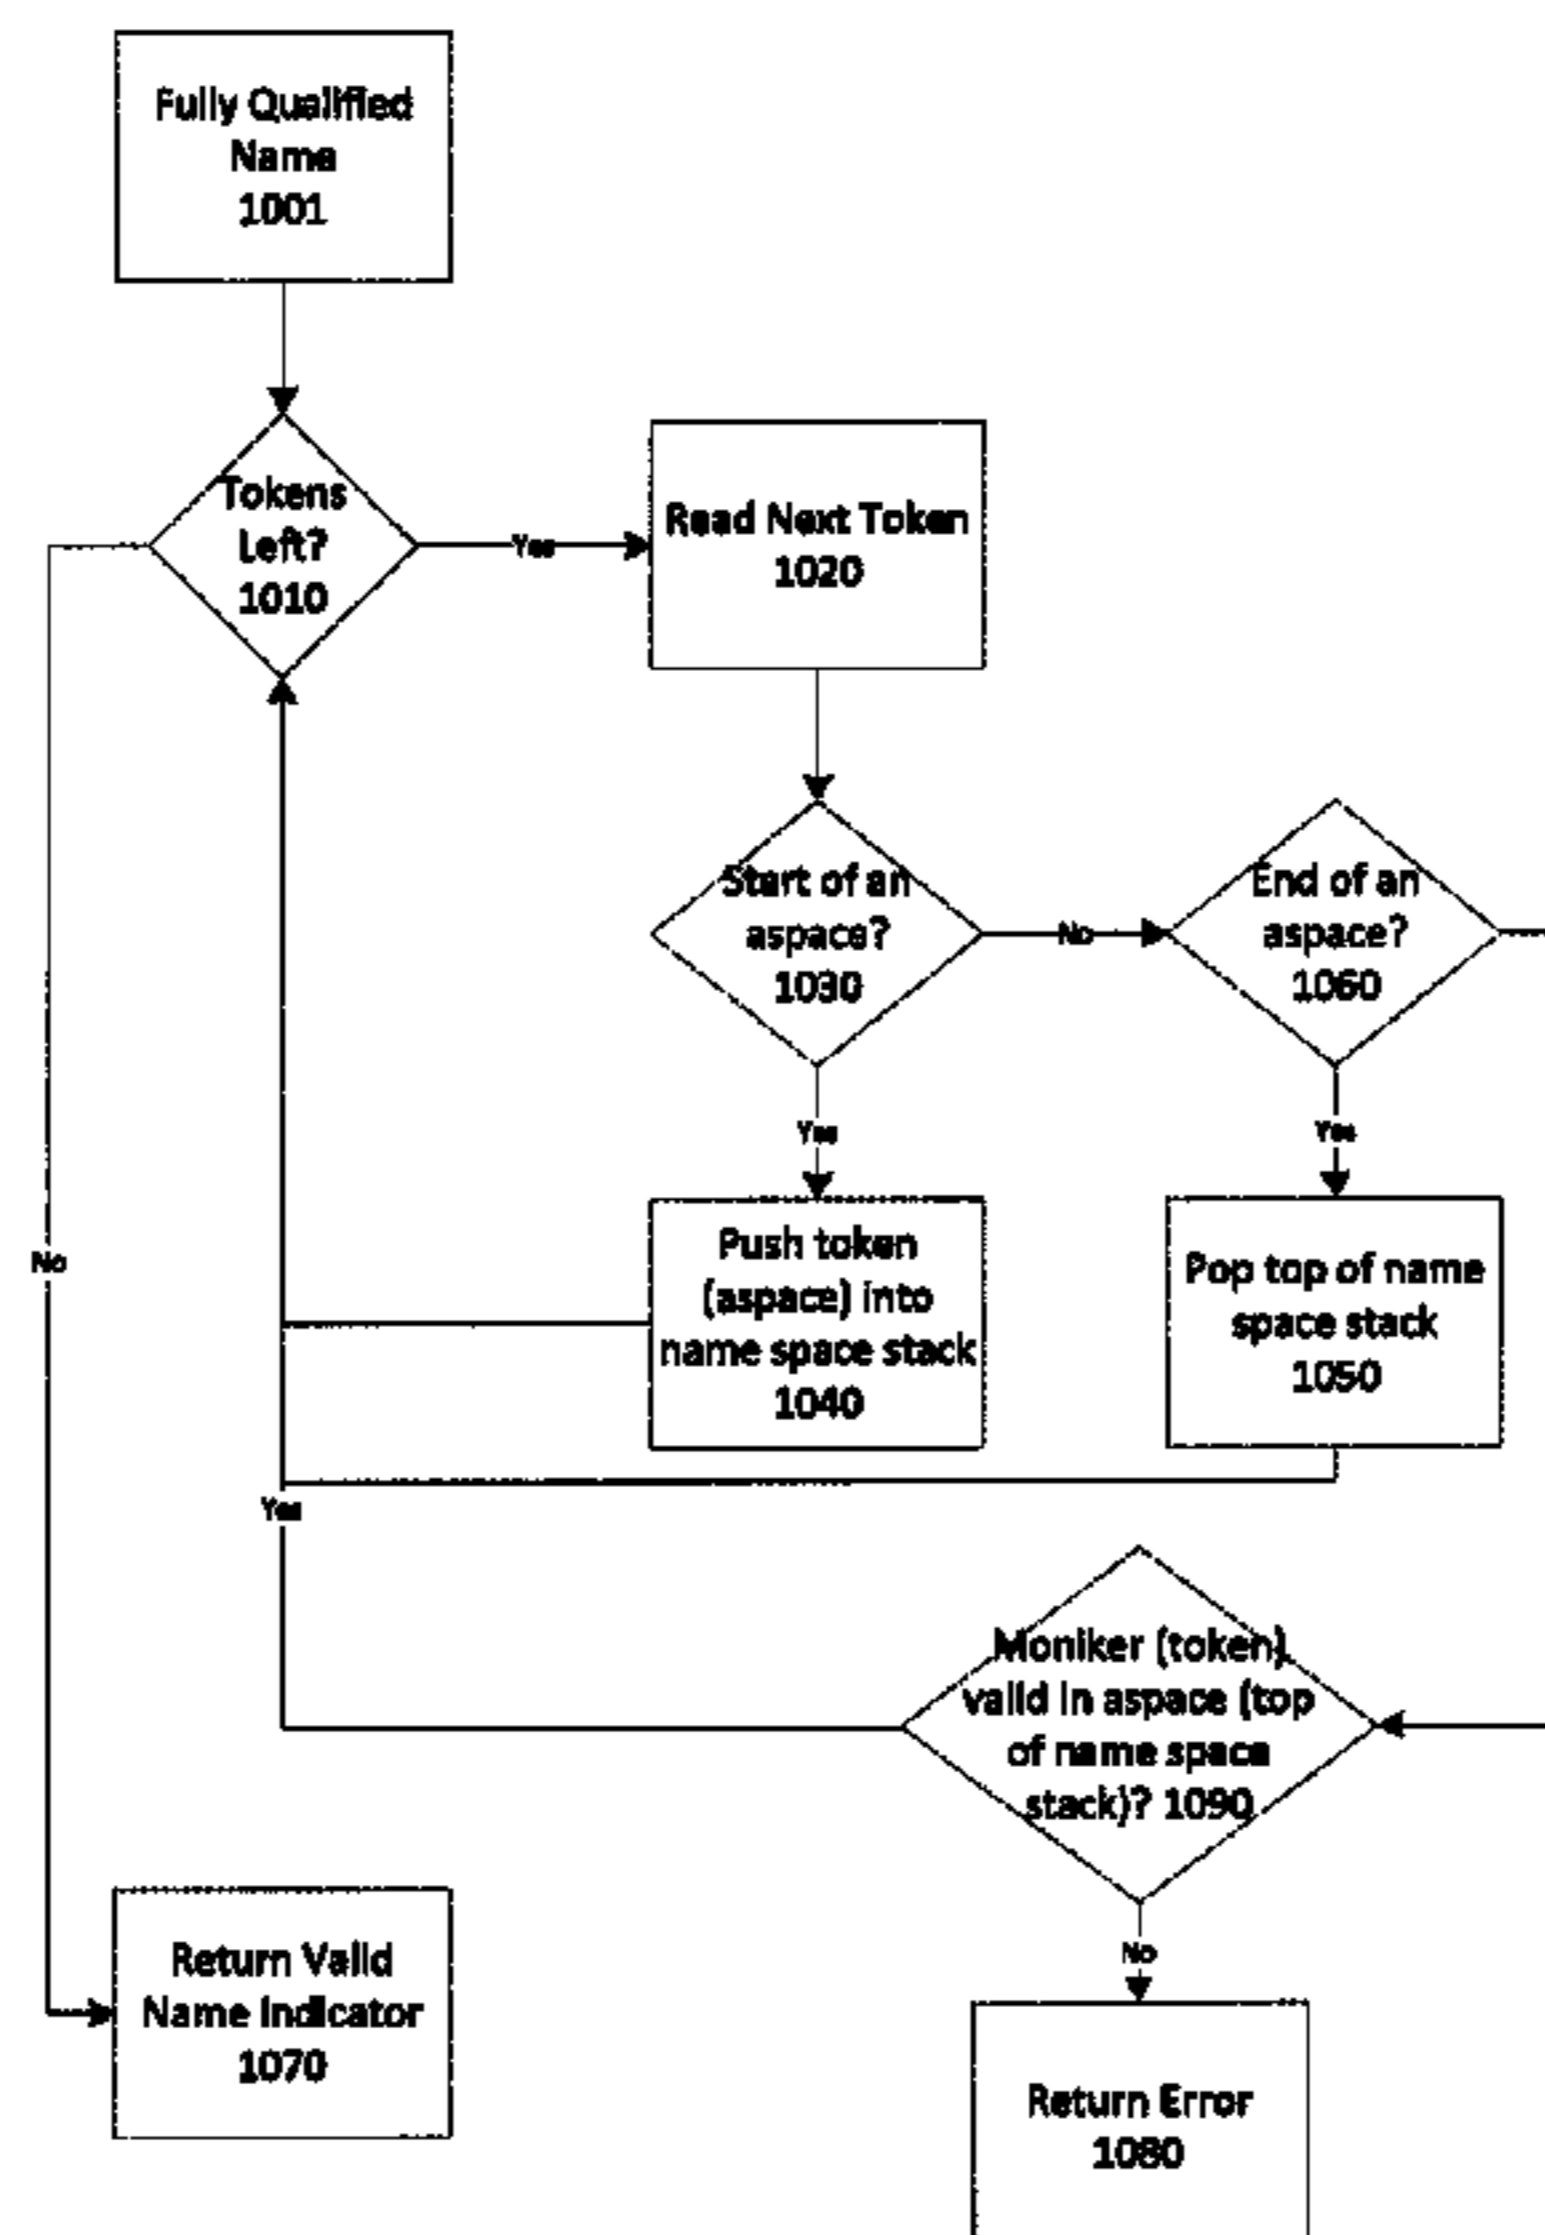 Fully Qualified
Name
1001
Tokens
Left?
1010
Yes
Read Next Token
1020
Start of an
aspace?
1030
No
End of an
aspace?
1060
Yes
Yes
No
Push token
(aspace) into
name space stack
1040
Pop top of name
space stack
1050
Yes
Moniker (token)
valid in aspace (top
of name space
stack)? 1090
No
Return Valid
Name Indicator
1070
Return Error
1080